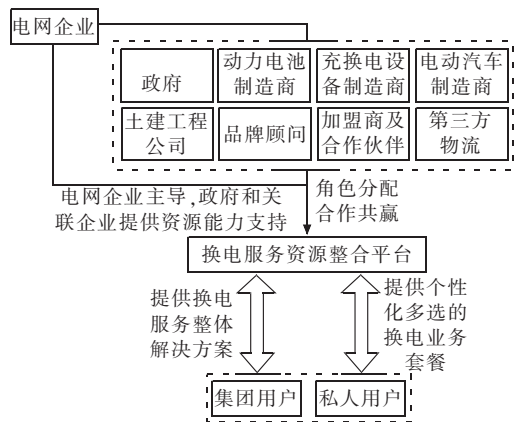 电网企业
政府
动力电池
制造商
充换电设
备制造商
电动汽车
制造商
土建工程
公司
品牌顾问
加盟商及
合作伙伴
第三方
物流
电网企业主导,政府和关
联企业提供资源能力支持
角色分配
合作共赢
换电服务资源整合平台
提供换电
服务整体
解决方案
提供个性
化多选的
换电业务
套餐
集团用户
私人用户